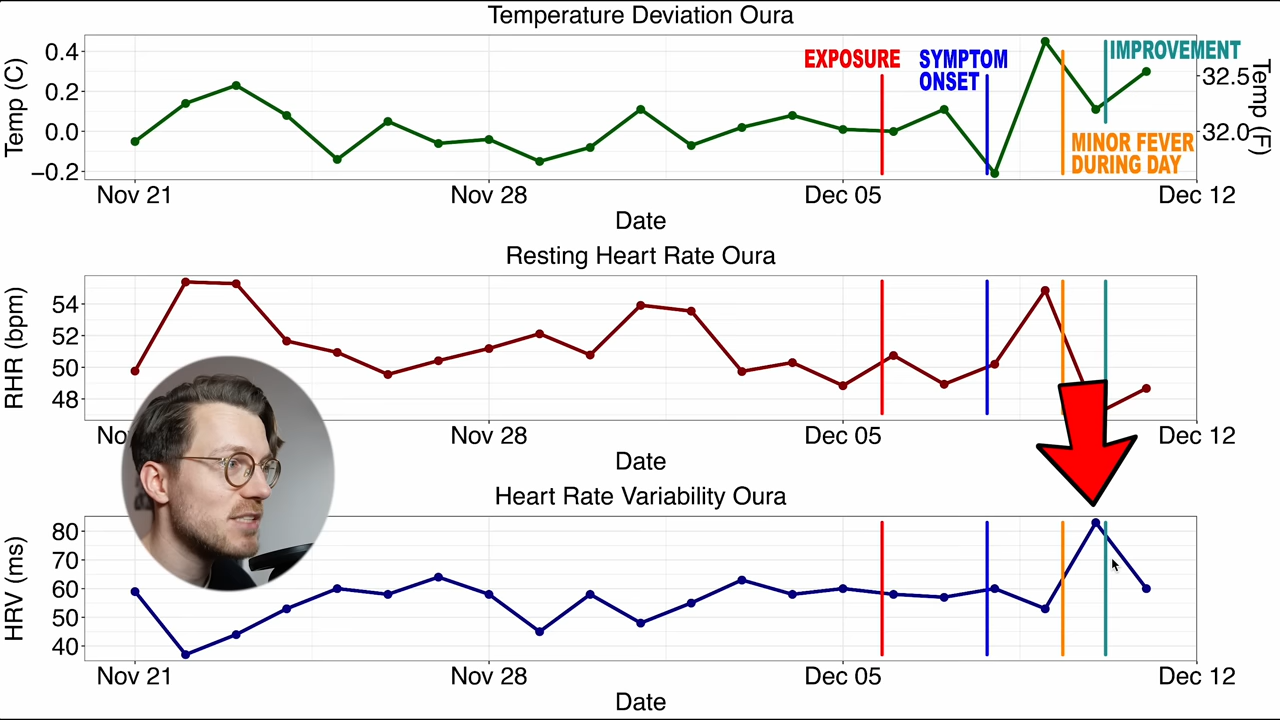 Temperature Deviation Oura
Temp (C)
0.4
0.2
0.0
−0.2
EXPOSURE
SYMPTOM
ONSET
IMPROVEMENT
MINOR FEVER
DURING DAY
32.5
32.0
Temp (F)
Nov 21
Nov 28
Dec 05
Dec 12
Date
Resting Heart Rate Oura
RHR (bpm)
54
52
50
48
Nov 28
Dec 05
Dec 12
Date
Heart Rate Variability Oura
HRV (ms)
80
70
60
50
40
Nov 21
Nov 28
Dec 05
Dec 12
Date